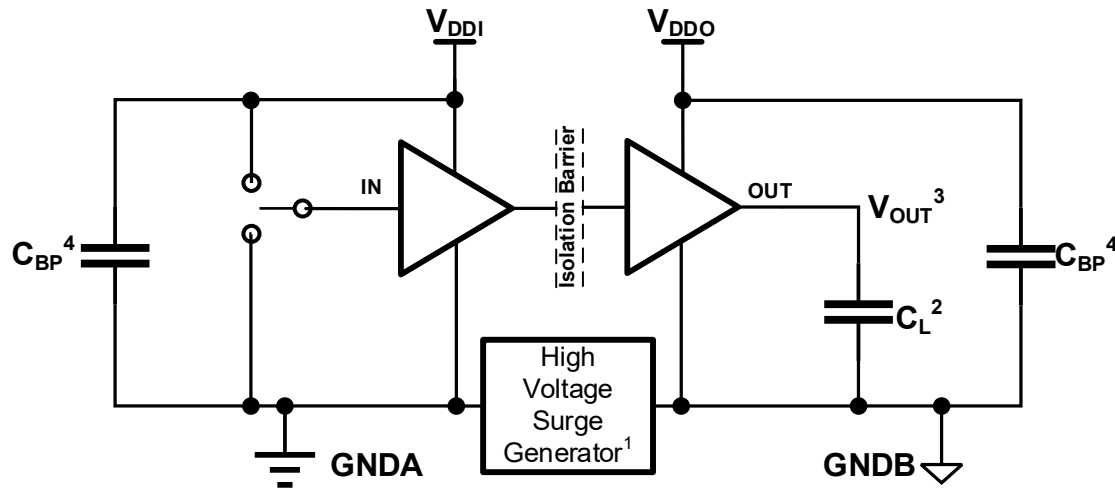 VDDI
VDDO
IN
Isolation Barrier
OUT
VOUT³
CBP⁴
CBP⁴
CL²
High
Voltage
Surge
Generator¹
GNDA
GNDB